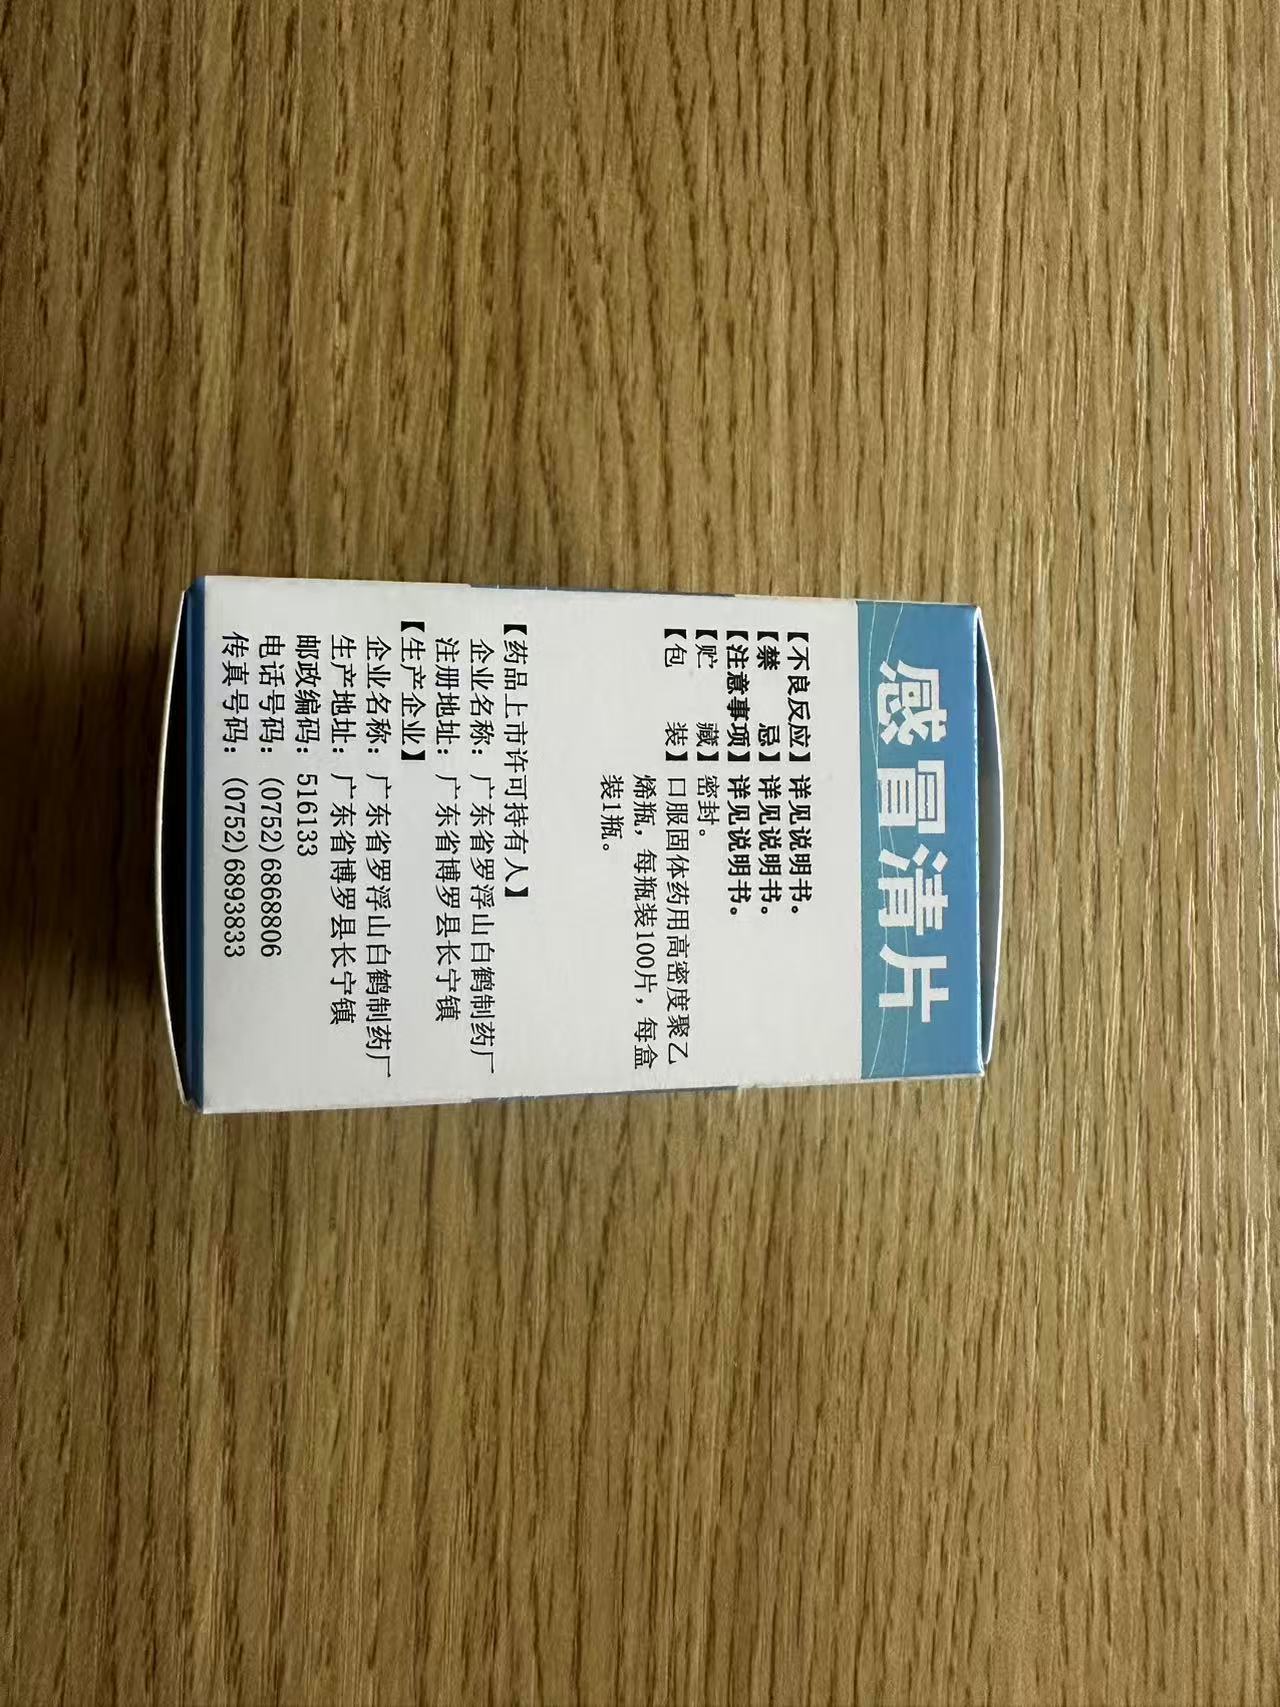 感冒清片
【不良反应】详见说明书。
【禁　　忌】详见说明书。
【注意事项】详见说明书。
【贮　　藏】密封。
【包　　装】口服固体药用高密度聚乙
烯瓶，每瓶装100片，每盒
装1瓶。
【药品上市许可持有人】
企业名称：广东省罗浮山白鹤制药厂
注册地址：广东省博罗县长宁镇
【生产企业】
企业名称：广东省罗浮山白鹤制药厂
生产地址：广东省博罗县长宁镇
邮政编码：516133
电话号码：(0752)6868806
传真号码：(0752)6893833